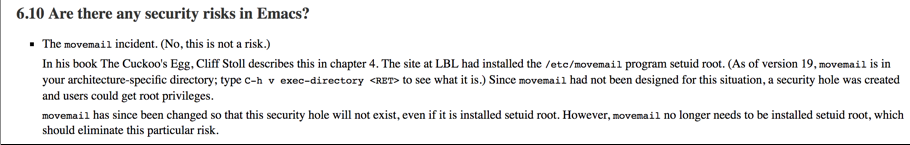 6.10 Are there any security risks in Emacs?
▪ The movemail incident. (No, this is not a risk.)
In his book The Cuckoo's Egg, Cliff Stoll describes this in chapter 4. The site at LBL had installed the /etc/movemail program setuid root. (As of version 19, movemail is in
your architecture-specific directory; type C-h v exec-directory <RET> to see what it is.) Since movemail had not been designed for this situation, a security hole was created
and users could get root privileges.
movemail has since been changed so that this security hole will not exist, even if it is installed setuid root. However, movemail no longer needs to be installed setuid root, which
should eliminate this particular risk.